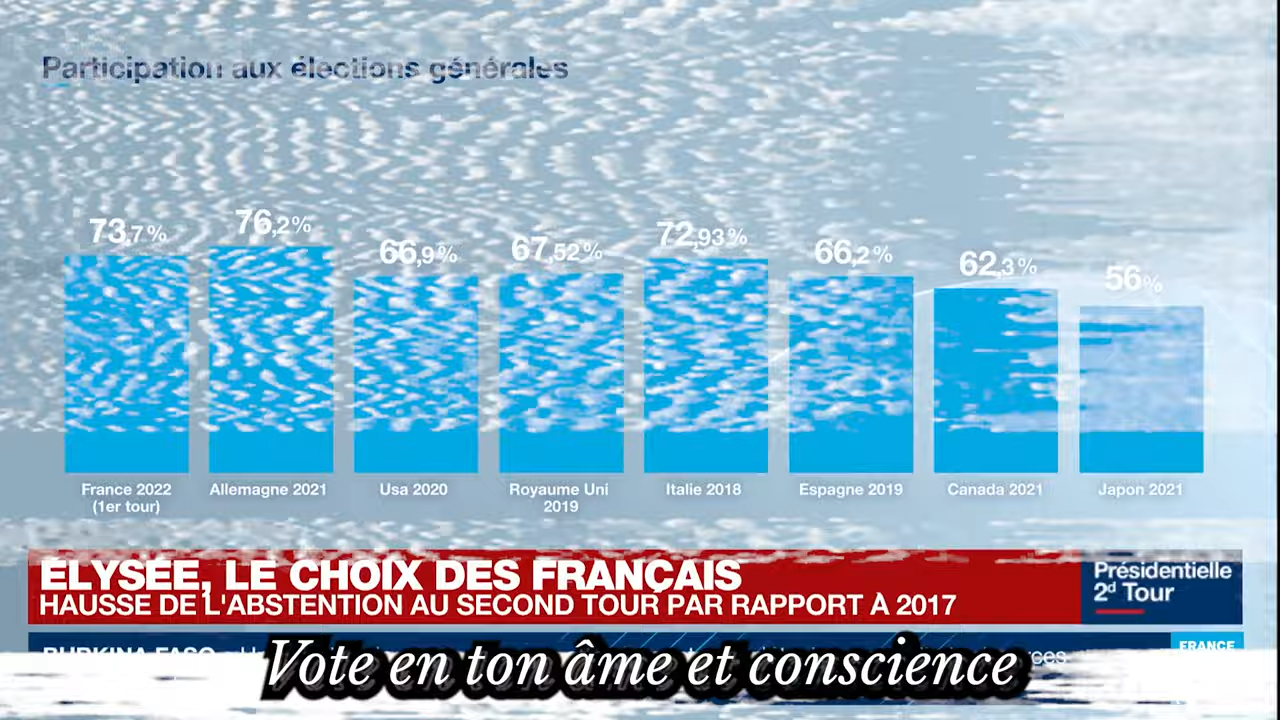 Participation aux élections générales
73,7%
76,2%
66,9%
67,52%
72,93%
66,2%
62,3%
56%
France 2022
(1er tour)
Allemagne 2021
Usa 2020
Royaume Uni
2019
Italie 2018
Espagne 2019
Canada 2021
Japon 2021
ÉLYSÉE, LE CHOIX DES FRANÇAIS
HAUSSE DE L'ABSTENTION AU SECOND TOUR PAR RAPPORT À 2017
Présidentielle
2d Tour
BURKINA FASO
FRANCE
Vote en ton âme et conscience